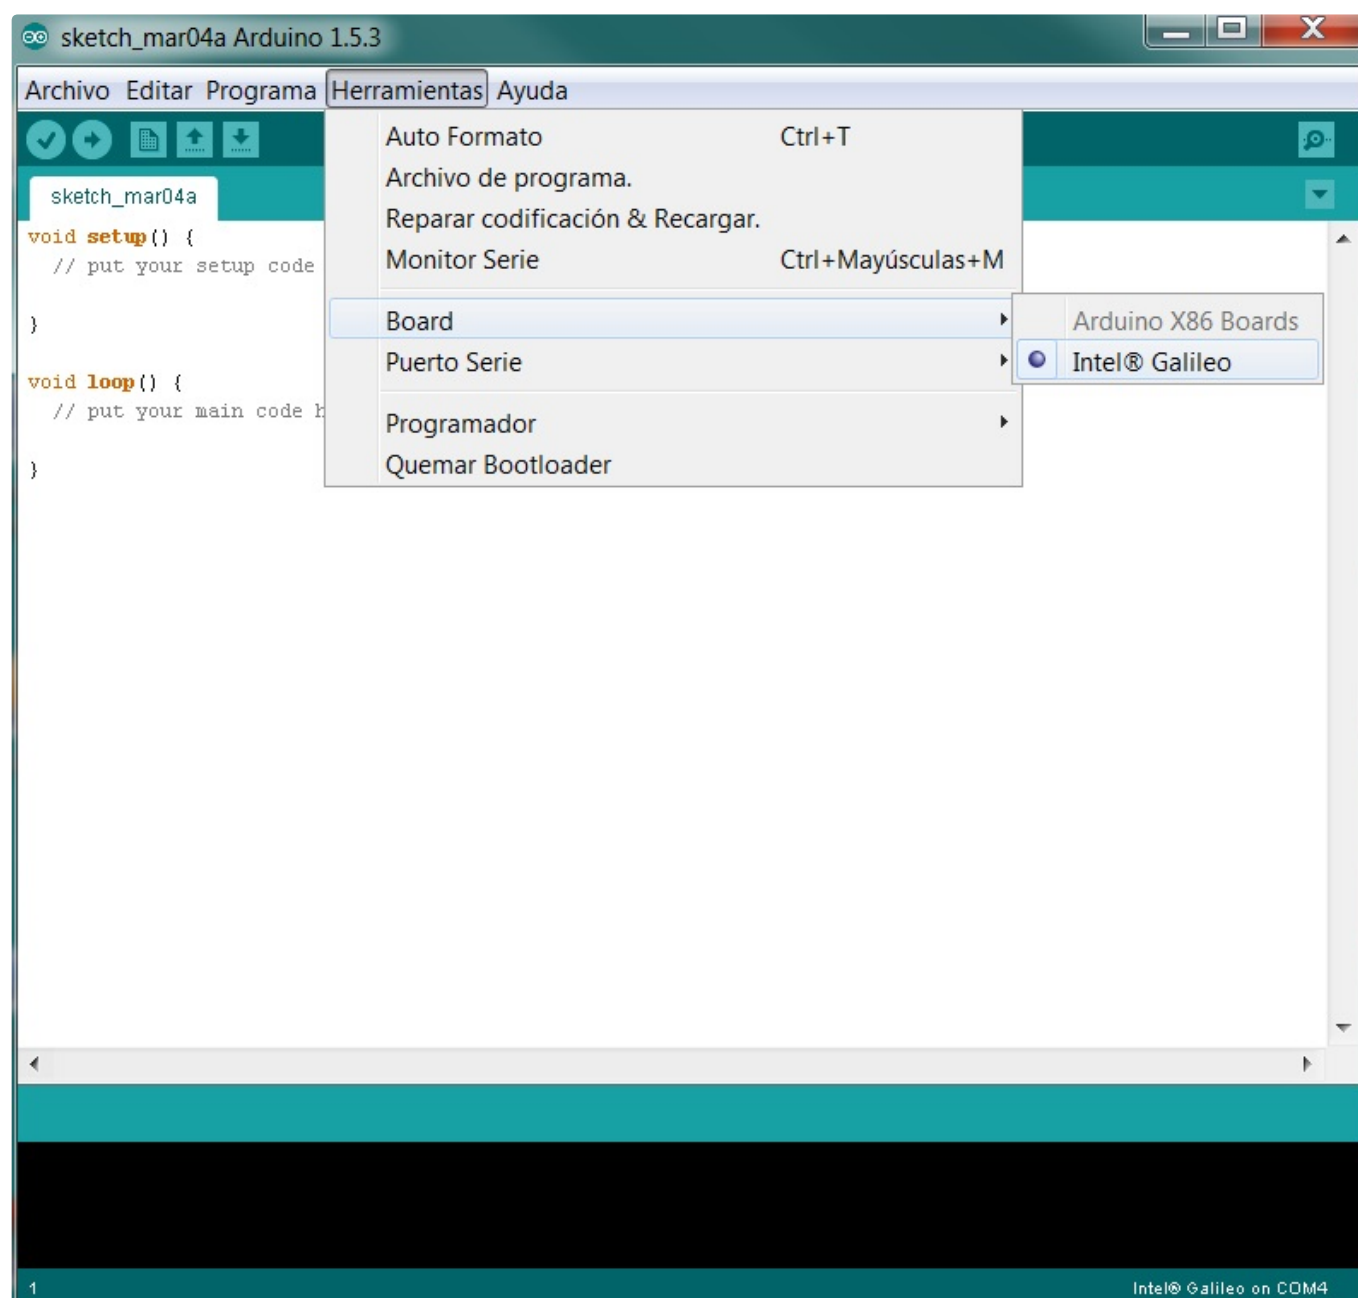 sketch_mar04a Arduino 1.5.3
Archivo Editar Programa Herramientas Ayuda
Auto Formato Ctrl+T
Archivo de programa.
Reparar codificación & Recargar.
Monitor Serie Ctrl+Mayúsculas+M
Board
Puerto Serie
Programador
Quemar Bootloader
Arduino X86 Boards
Intel® Galileo
sketch_mar04a
void setup() {
// put your setup code
}
void loop() {
// put your main code h
}
1 Intel® Galileo on COM4